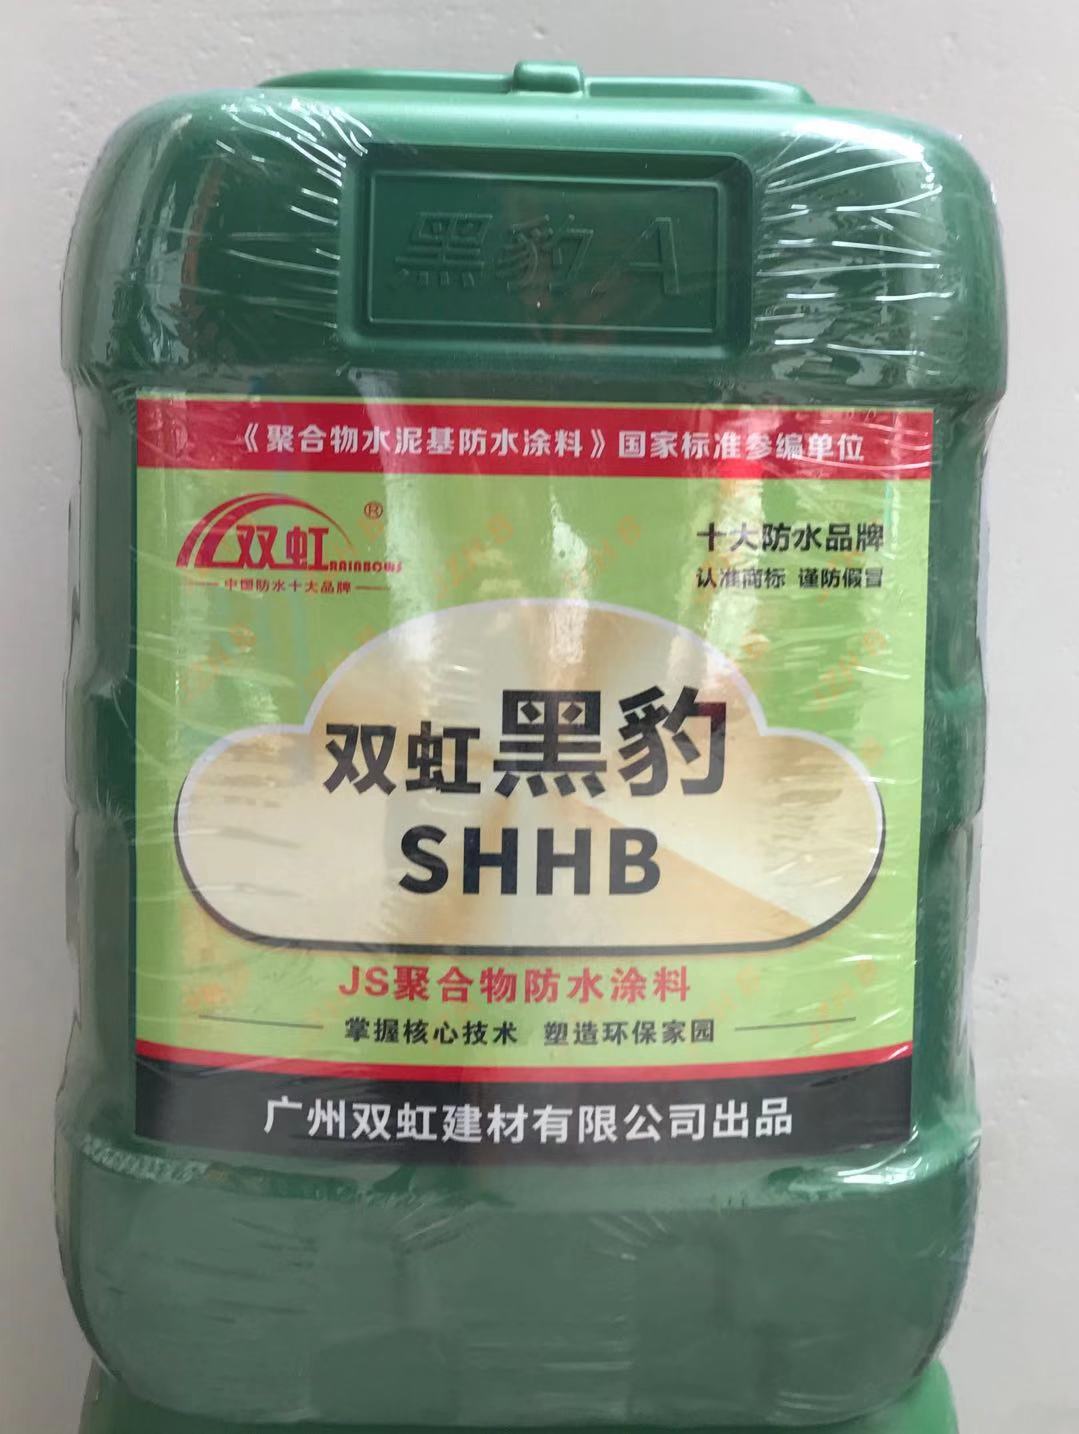 黑豹A
《聚合物水泥基防水涂料》国家标准参编单位
双虹®
RAINBOWS
中国防水十大品牌
十大防水品牌
认准商标 谨防假冒
双虹黑豹
SHHB
JS聚合物防水涂料
掌握核心技术 塑造环保家园
广州双虹建材有限公司出品